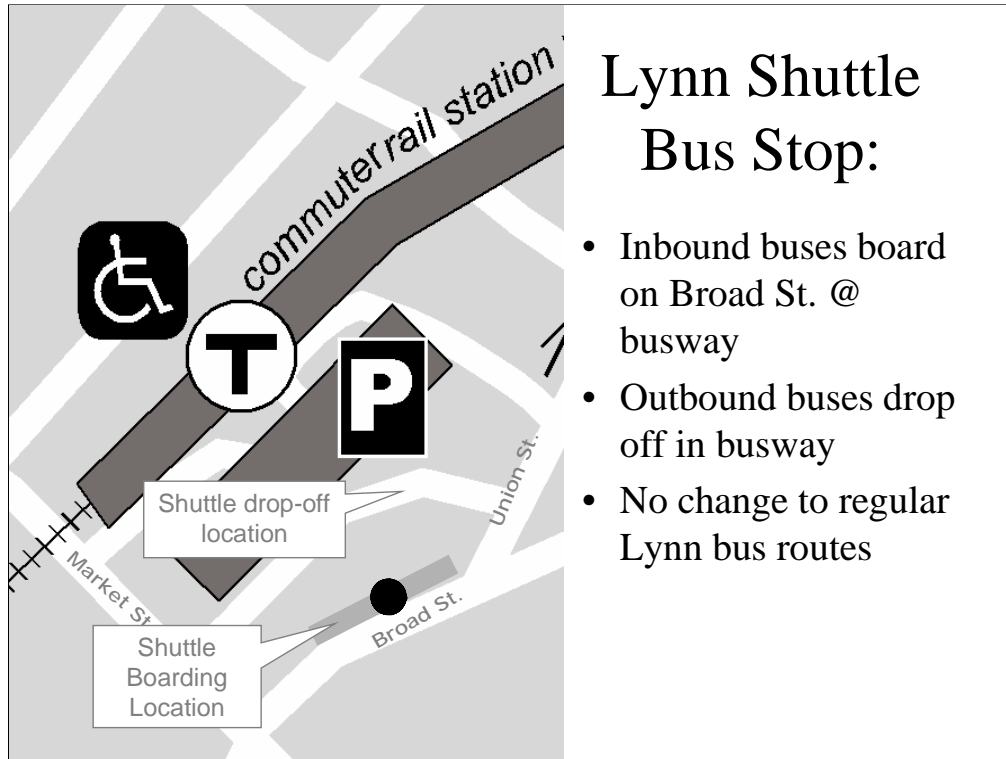 commuter rail station
T
P
Shuttle drop-off
location
Union St.
Market St
Broad St.
Shuttle
Boarding
Location
Lynn Shuttle
Bus Stop:
• Inbound buses board
on Broad St. @
busway
• Outbound buses drop
off in busway
• No change to regular
Lynn bus routes